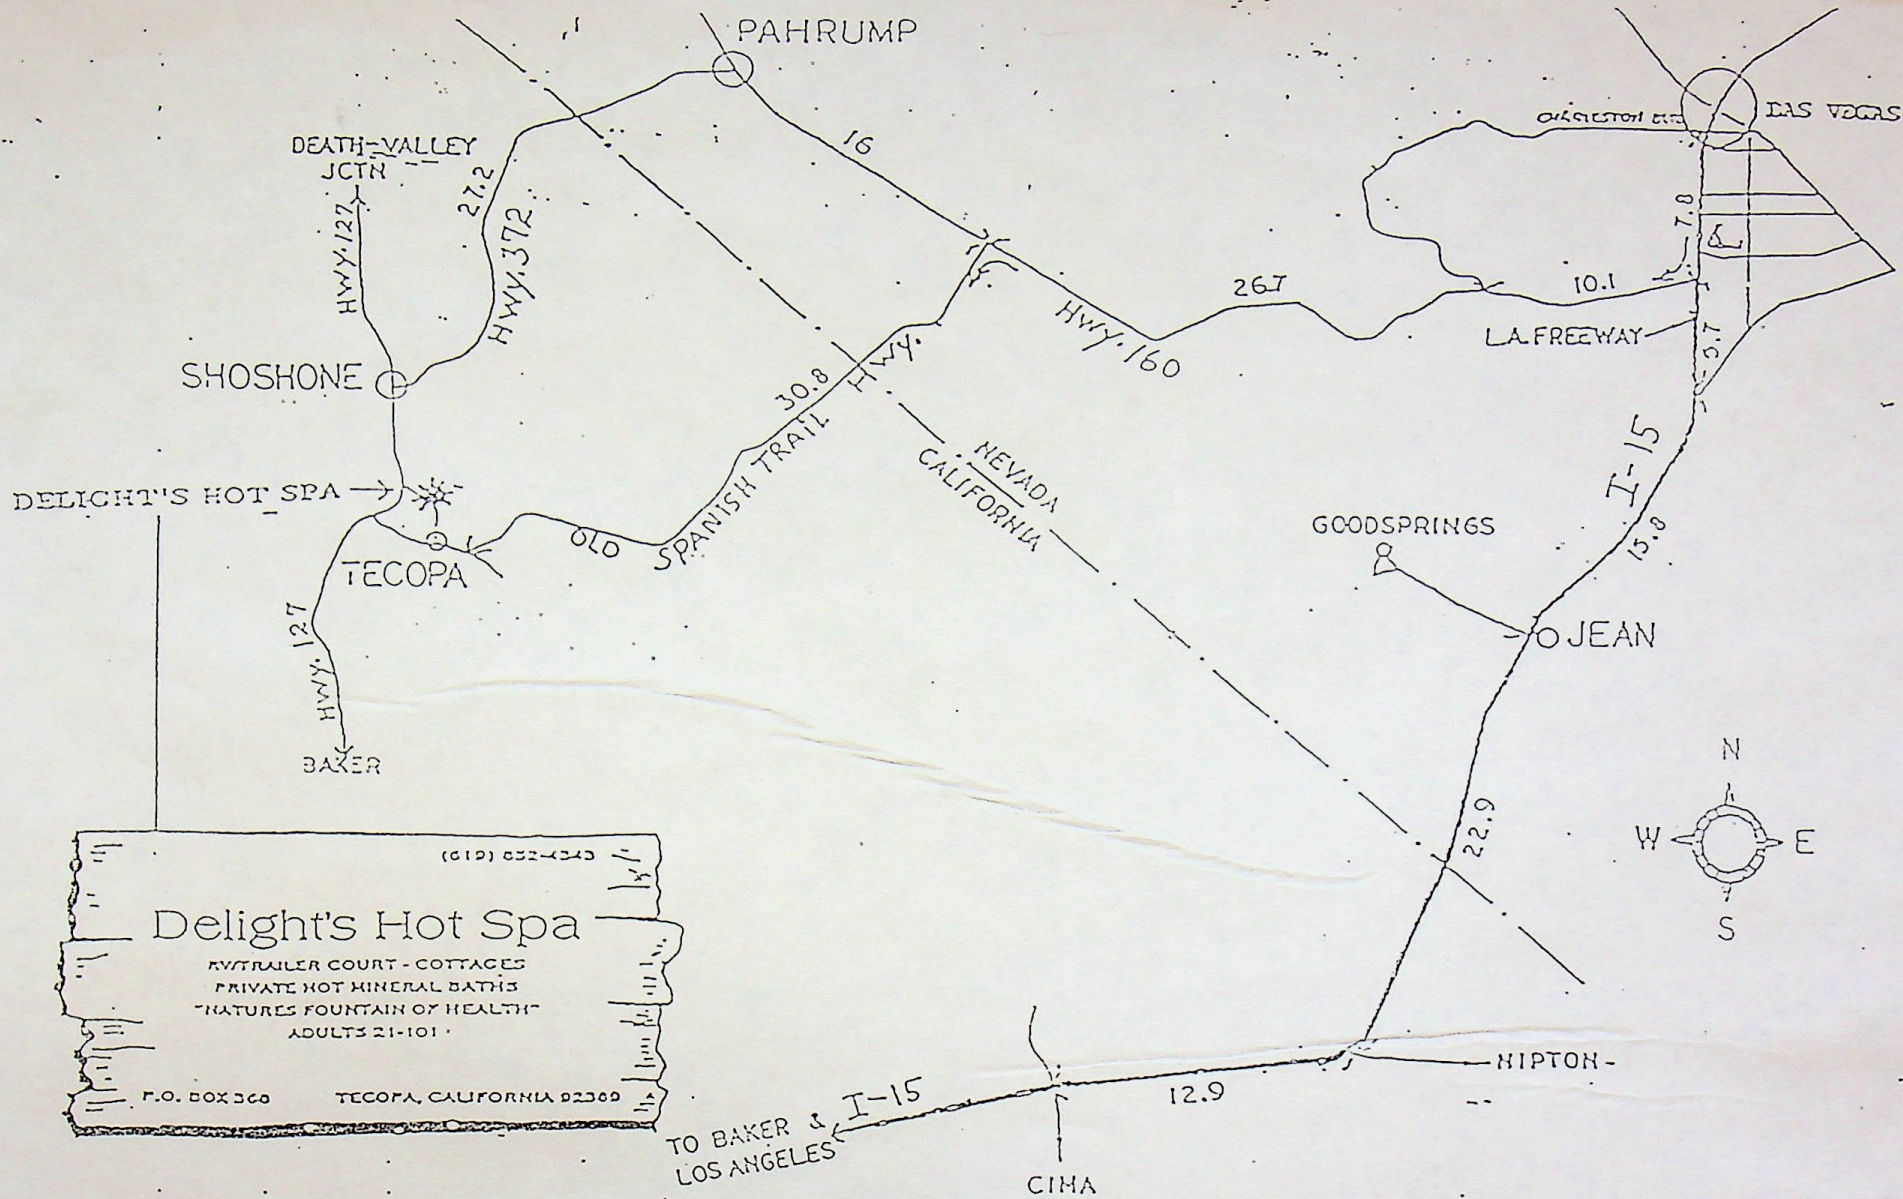 PAHRUMP
LAS VEGAS
DEATH-VALLEY
JCTN
16
27.2
HWY.127
HWY.372
7.8
26.7
10.1
HWY.160
L.A. FREEWAY
SHOSHONE
30.8
HWY.
I-15
NEVADA
CALIFORNIA
DELIGHT'S HOT SPA
SPANISH TRAIL
OLD
GOODSPRINGS
15.8
TECOPA
HWY. 127
JEAN
BAKER
N
W
E
S
22.9
Delight's Hot Spa
RV/TRAILER COURT - COTTAGES
PRIVATE HOT MINERAL BATHS
"NATURES FOUNTAIN OF HEALTH"
ADULTS 21-101
P.O. BOX 368
TECOPA, CALIFORNIA 92389
NIPTON
12.9
I-15
TO BAKER &
LOS ANGELES
CIMA